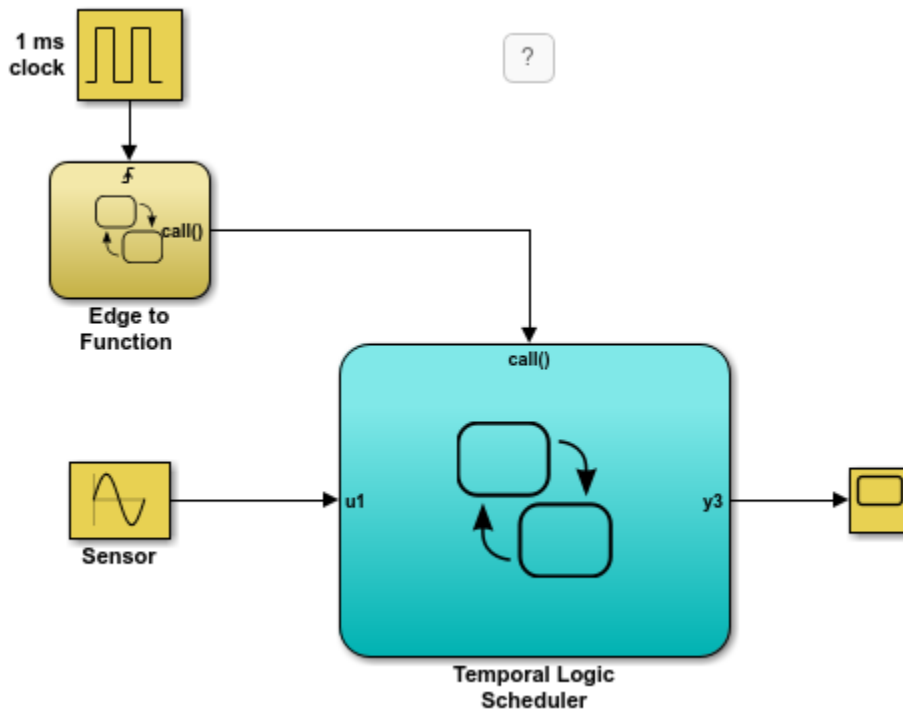 1 ms
clock
?
call()
Edge to
Function
call()
u1
y3
Sensor
Temporal Logic
Scheduler